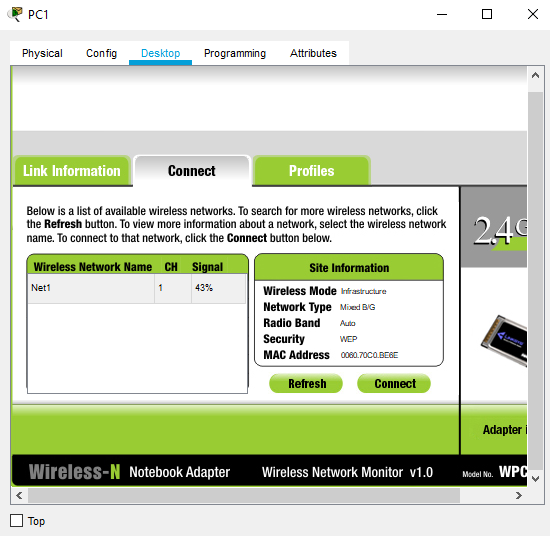 PC1
Physical Config Desktop Programming Attributes
Link Information Connect Profiles
Below is a list of available wireless networks. To search for more wireless networks, click
the Refresh button. To view more information about a network, select the wireless network
name. To connect to that network, click the Connect button below.
2.4G
Wireless Network Name CH Signal
Net1 1 43%
Site Information
Wireless Mode Infrastructure
Network Type Mixed B/G
Radio Band Auto
Security WEP
MAC Address 0060.70C0.BE6E
Refresh Connect
Adapter i
Wireless-N Notebook Adapter Wireless Network Monitor v1.0 Model No. WPC
Top